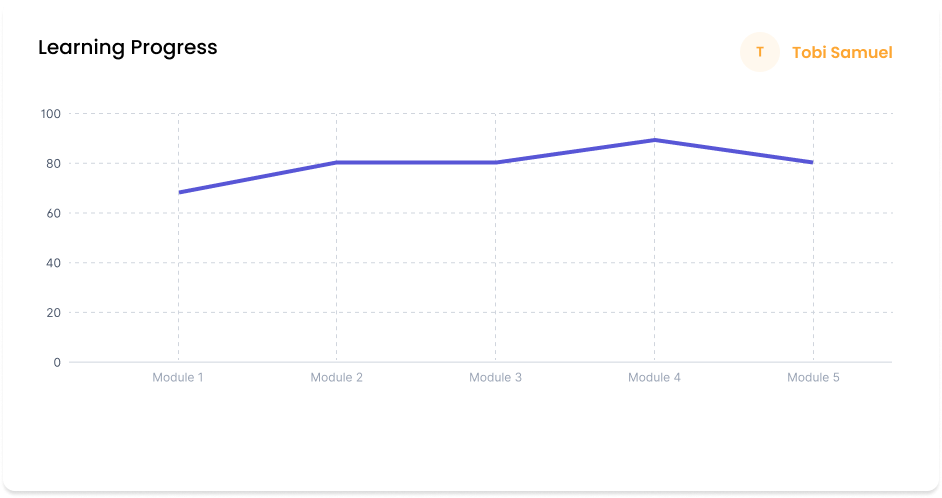 Learning Progress
T
Tobi Samuel
100
80
60
40
20
0
Module 1
Module 2
Module 3
Module 4
Module 5